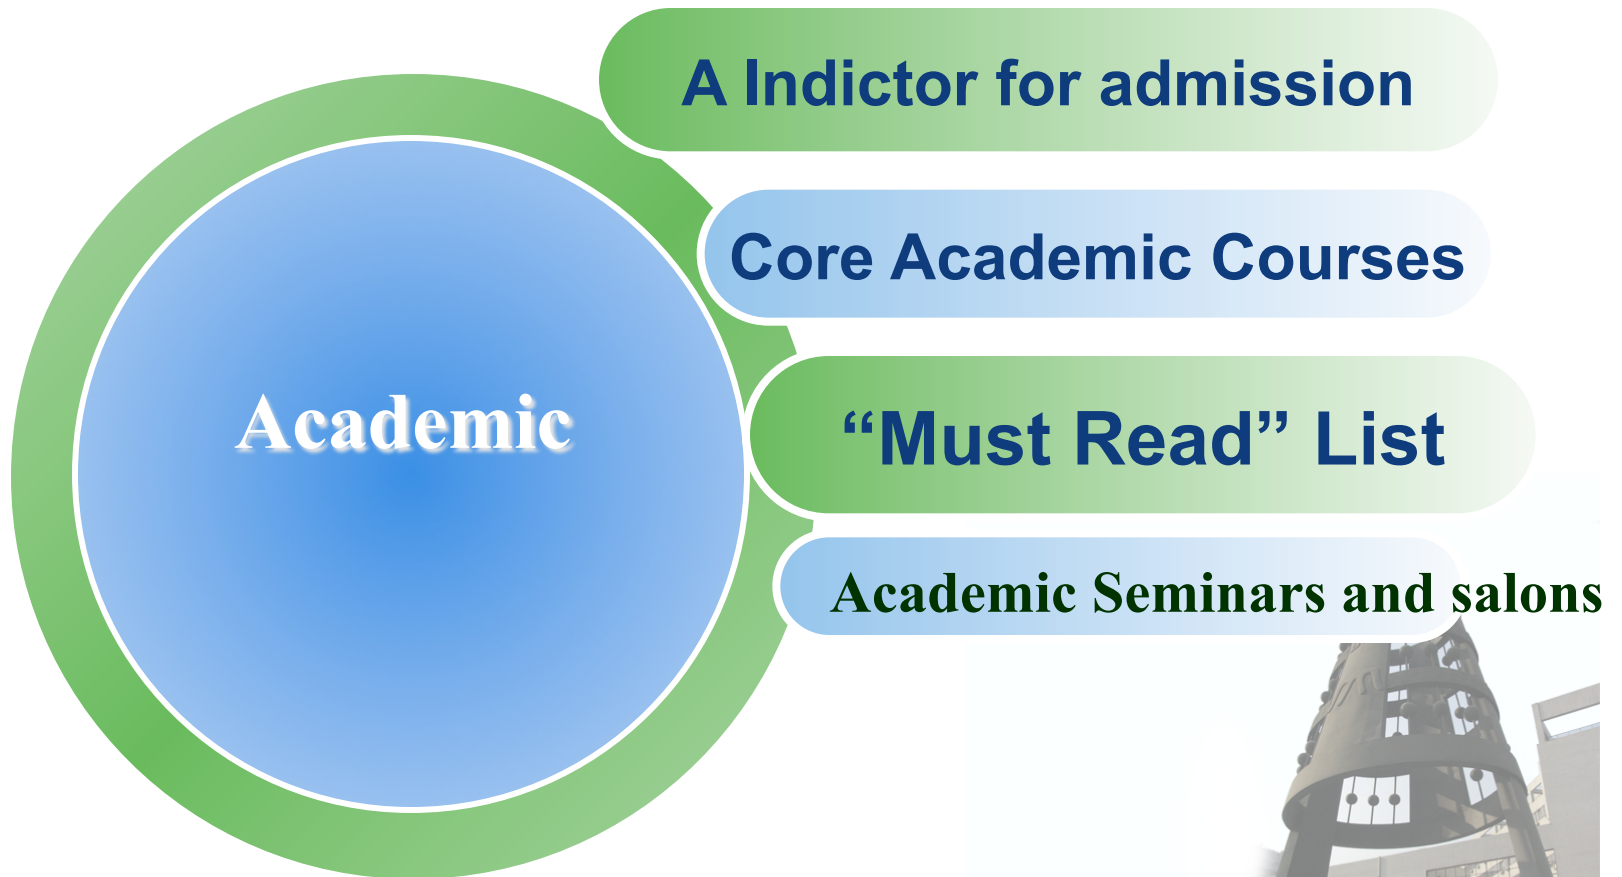 A Indictor for admission
Core Academic Courses
Academic
“Must Read” List
Academic Seminars and salons